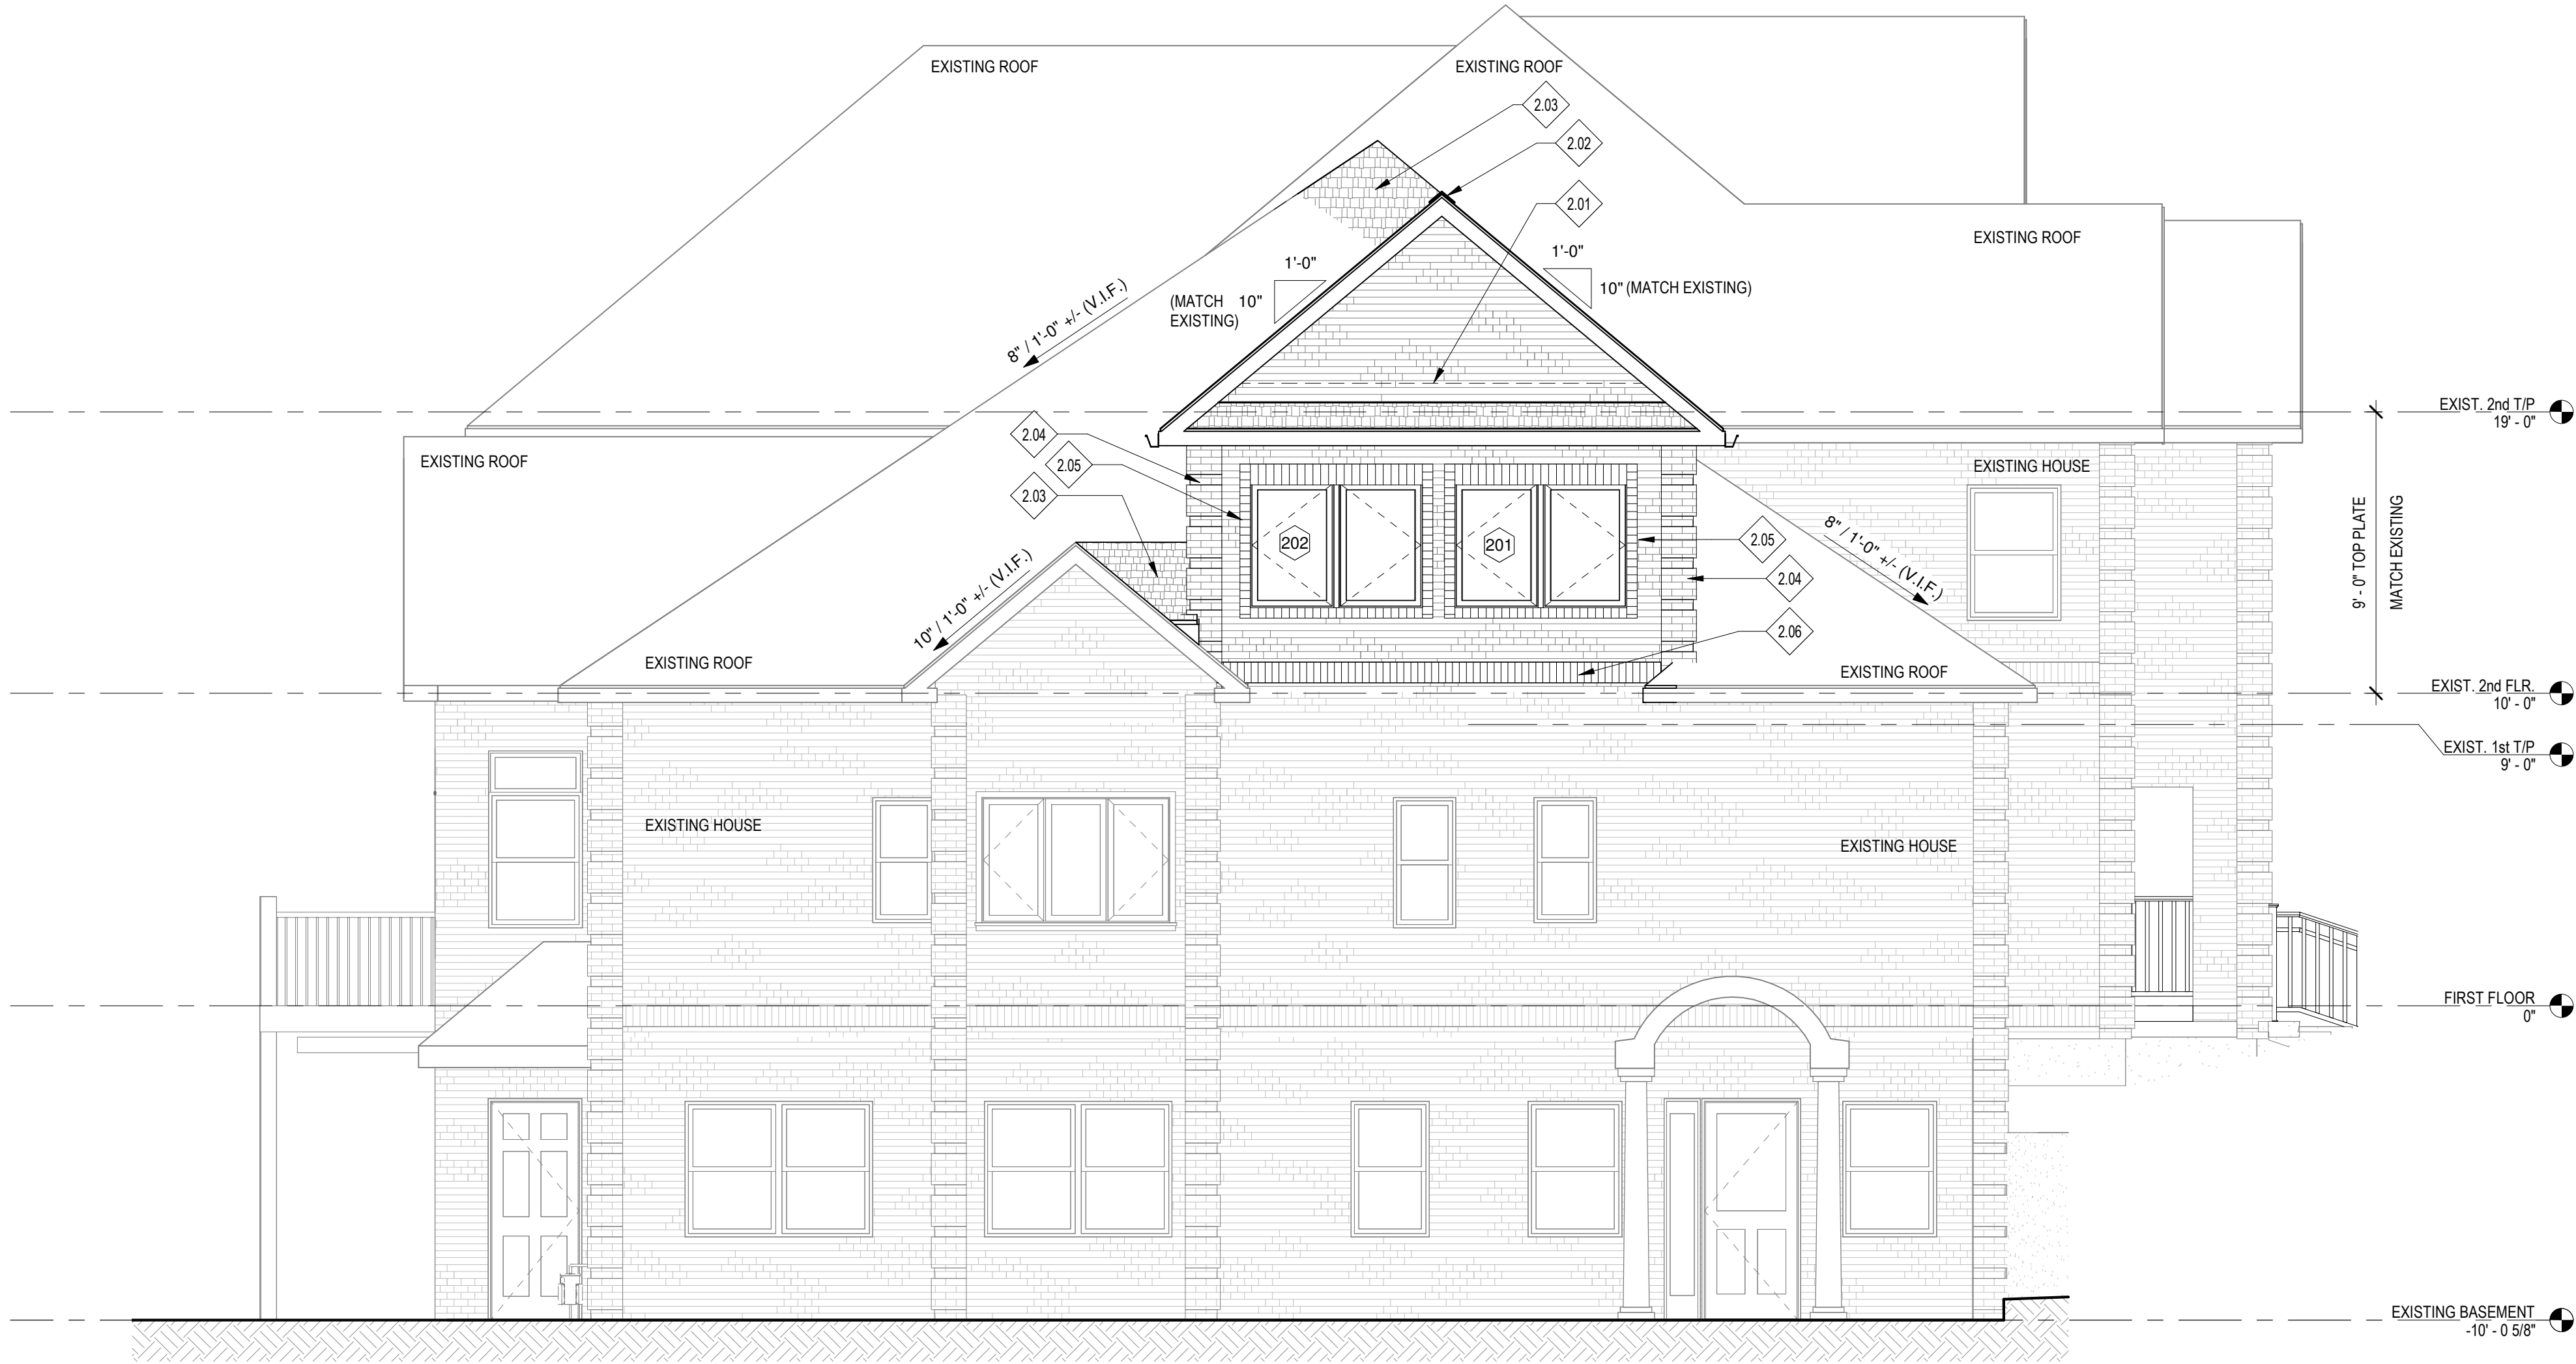 EXISTING ROOF
EXISTING ROOF
2.03
2.02
2.01
EXISTING ROOF
1'-0"
1'-0"
(MATCH 10"
EXISTING)
10" (MATCH EXISTING)
8" / 1'-0" +/- (V.I.F.)
EXIST. 2nd T/P
19' - 0"
2.04
2.05
2.03
EXISTING ROOF
EXISTING HOUSE
202
201
2.05
2.04
2.06
8" / 1'-0" +/- (V.I.F.)
9' - 0" TOP PLATE
MATCH EXISTING
10" / 1'-0" +/- (V.I.F.)
EXISTING ROOF
EXISTING ROOF
EXIST. 2nd FLR.
10' - 0"
EXIST. 1st T/P
9' - 0"
EXISTING HOUSE
EXISTING HOUSE
FIRST FLOOR
0"
EXISTING BASEMENT
-10' - 0 5/8"